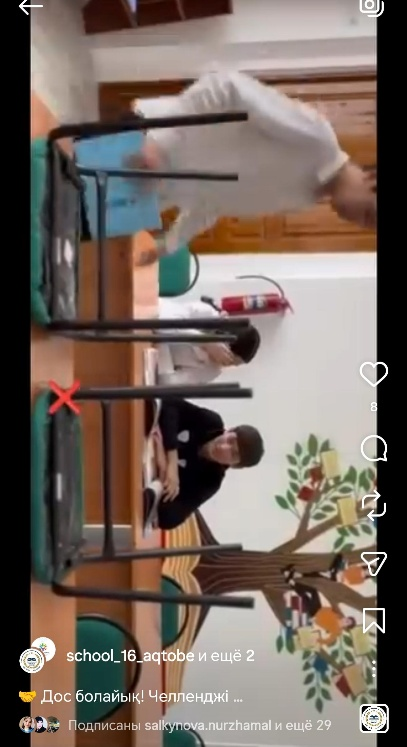 8
school_16_aqtobe и ещё 2
🤝 Дос болайық! Челленджі ...
Подписаны salkynova.nurzhamal и ещё 29